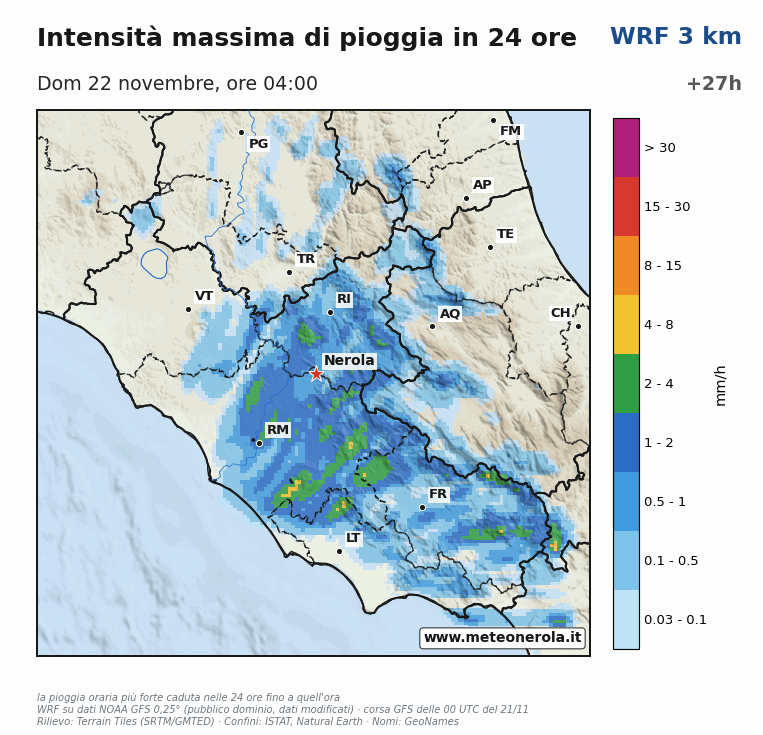 Intensità massima di pioggia in 24 ore
WRF 3 km
Dom 22 novembre, ore 04:00
+27h
PG
FM
AP
TE
TR
VT
RI
AQ
CH
Nerola
RM
FR
LT
www.meteonerola.it
> 30
15 - 30
8 - 15
4 - 8
2 - 4
1 - 2
0.5 - 1
0.1 - 0.5
0.03 - 0.1
mm/h
la pioggia oraria più forte caduta nelle 24 ore fino a quell'ora
WRF su dati NOAA GFS 0,25° (pubblico dominio, dati modificati) · corsa GFS delle 00 UTC del 21/11
Rilievo: Terrain Tiles (SRTM/GMTED) · Confini: ISTAT, Natural Earth · Nomi: GeoNames